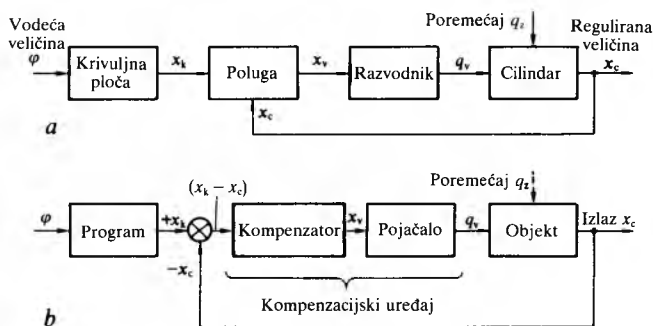 Vodeća
veličina
φ
Krivuljna
ploča
x_k
Poluga
x_v
Razvodnik
q_v
Poremećaj q_z
Cilindar
Regulirana
veličina
x_c
x_c
a
φ
Program
+x_k
(x_k − x_c)
−x_c
Kompenzator
x_v
Pojačalo
q_v
Poremećaj q_z
Objekt
Izlaz x_c
Kompenzacijski uređaj
b